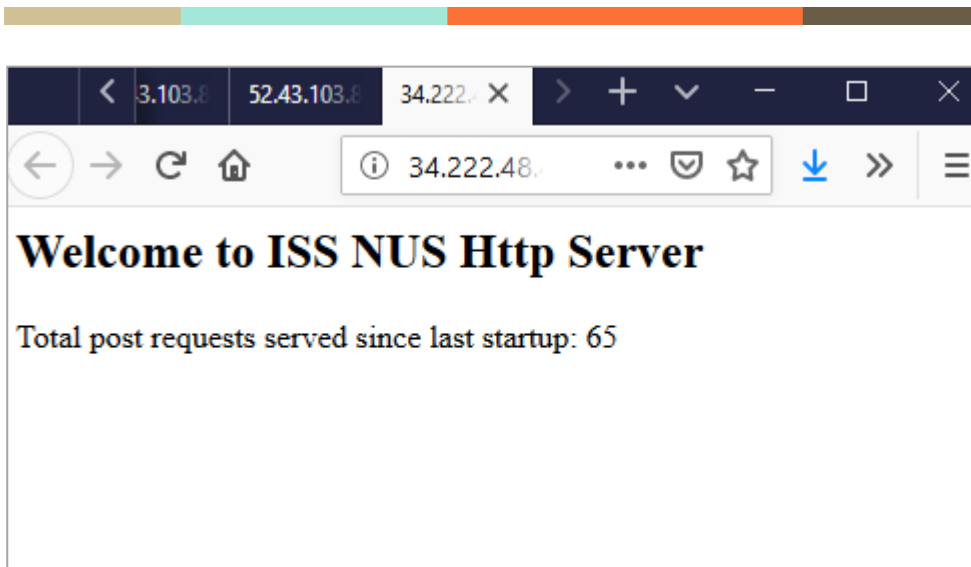 3.103.8 52.43.103.8 34.222.
34.222.48.
Welcome to ISS NUS Http Server
Total post requests served since last startup: 65